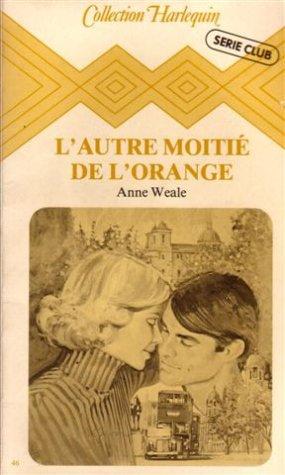 Collection Harlequin
SERIE CLUB
L'AUTRE MOITIÉ
DE L'ORANGE
Anne Weale
46